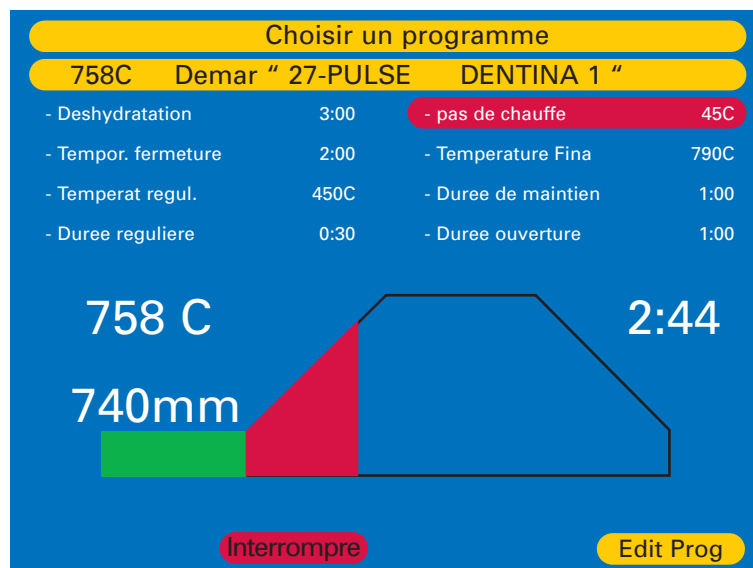 Choisir un programme
758C Demar “ 27-PULSE DENTINA 1 “
- Deshydratation 3:00 - pas de chauffe 45C
- Tempor. fermeture 2:00 - Temperature Fina 790C
- Temperat regul. 450C - Duree de maintien 1:00
- Duree reguliere 0:30 - Duree ouverture 1:00
758 C 2:44
740mm
Interrompre Edit Prog